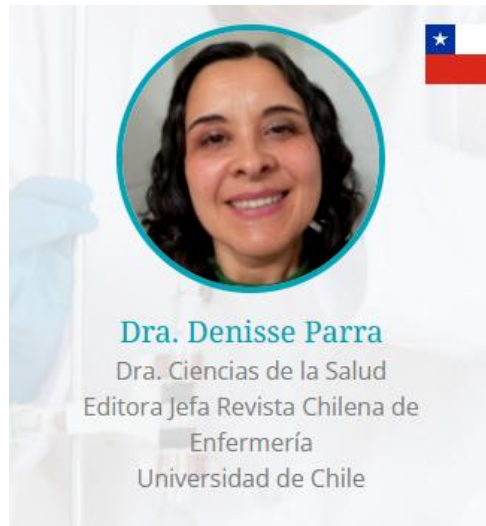 Dra. Denisse Parra
Dra. Ciencias de la Salud
Editora Jefa Revista Chilena de
Enfermería
Universidad de Chile